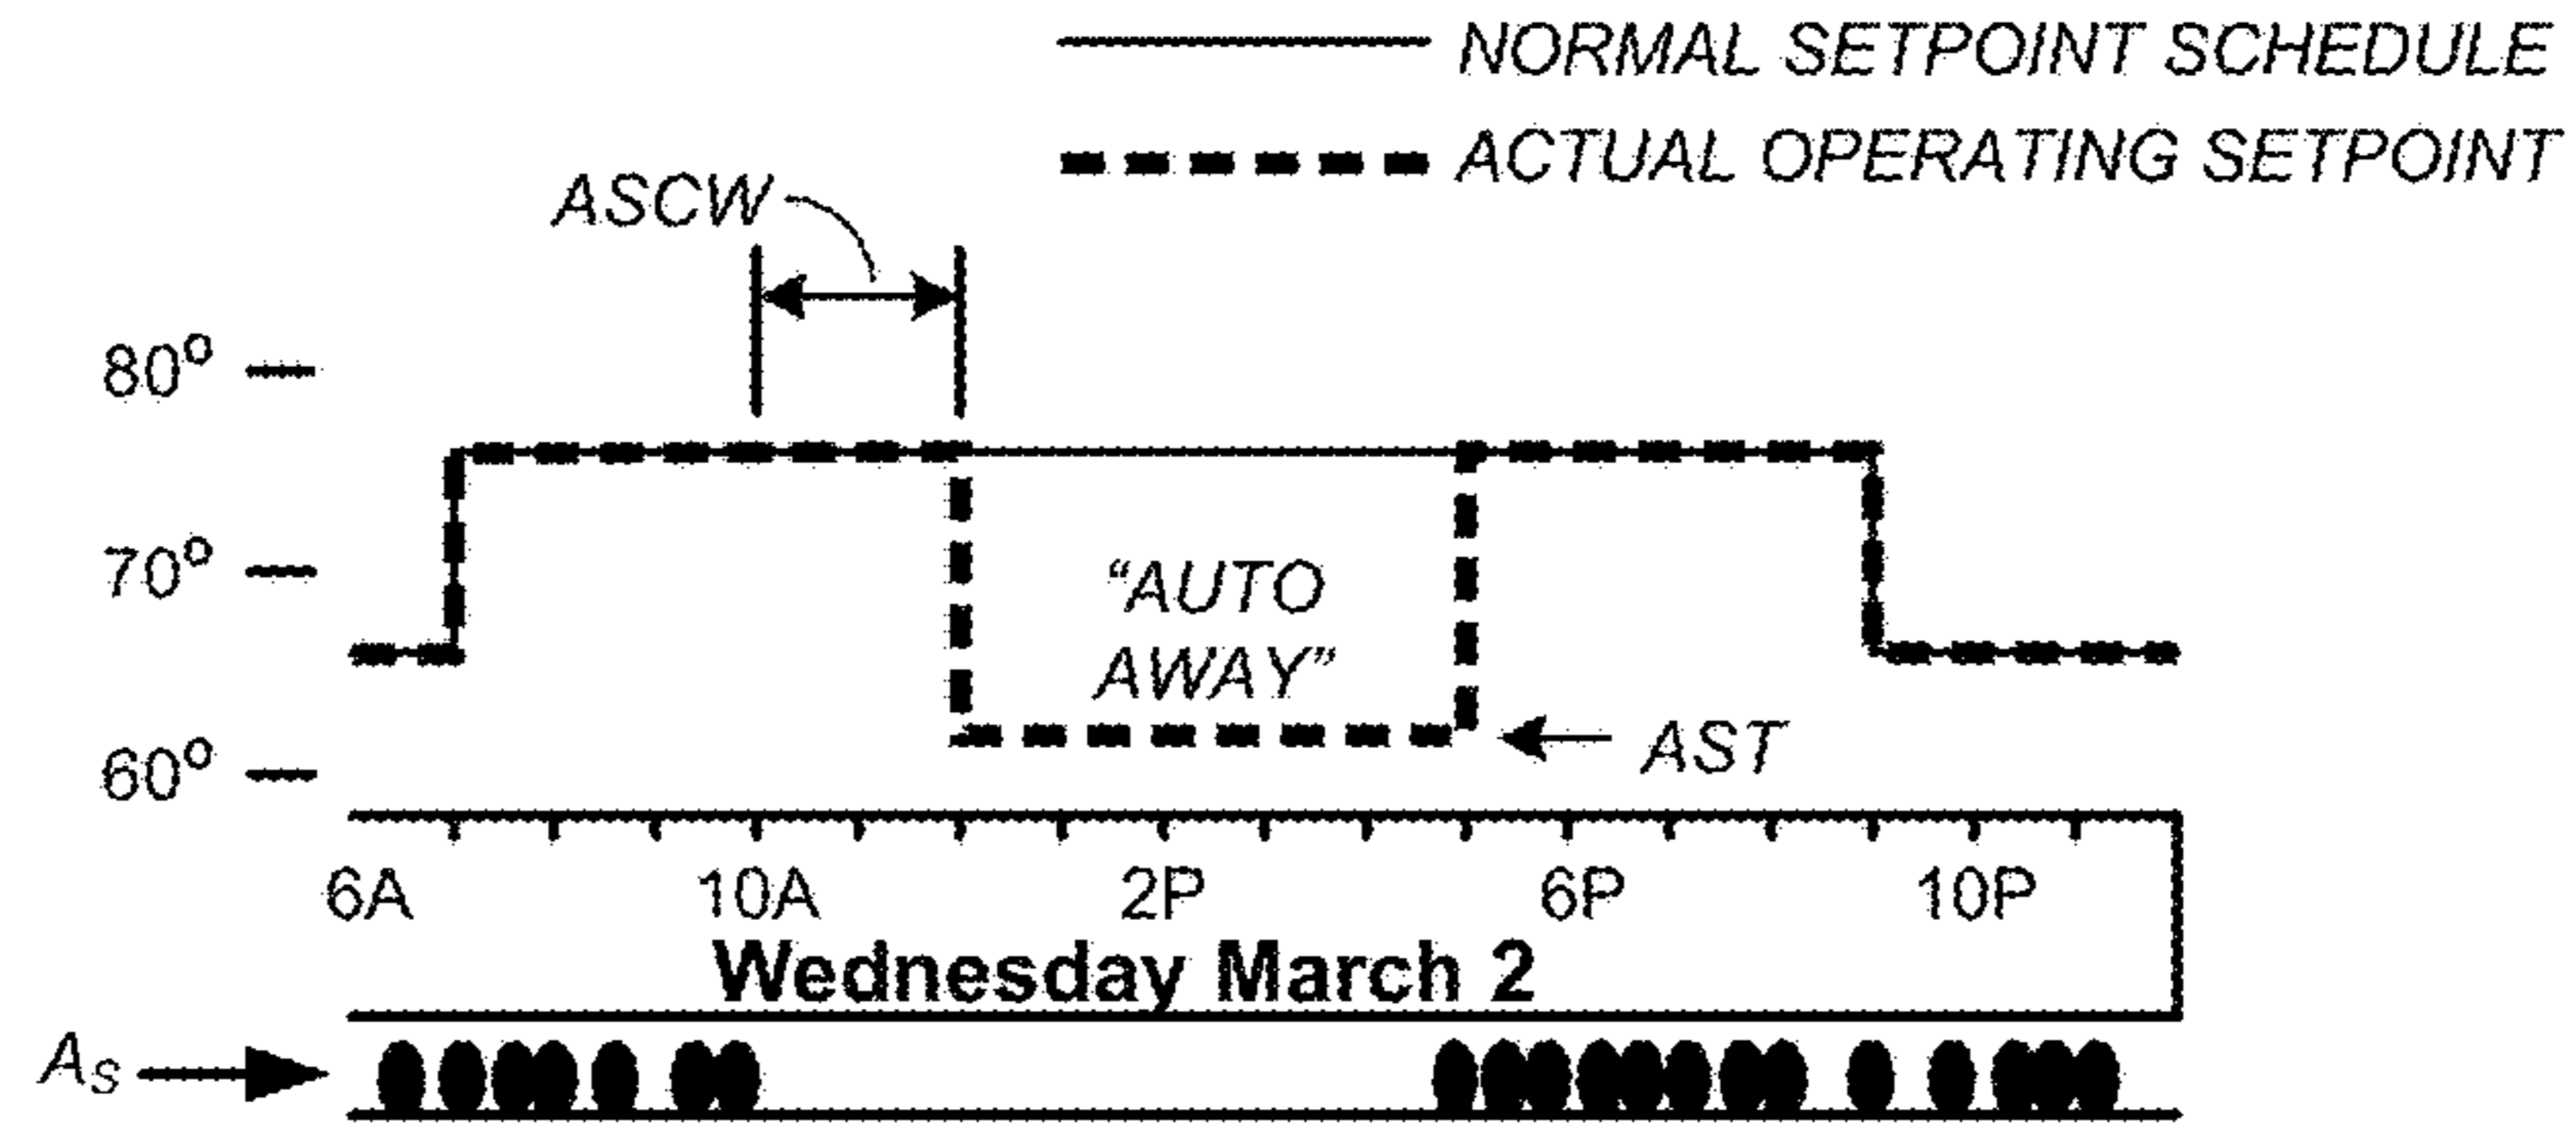 NORMAL SETPOINT SCHEDULE
ACTUAL OPERATING SETPOINT
ASCW
80°
70°
"AUTO
AWAY"
60°
AST
6A 10A 2P 6P 10P
Wednesday March 2
As